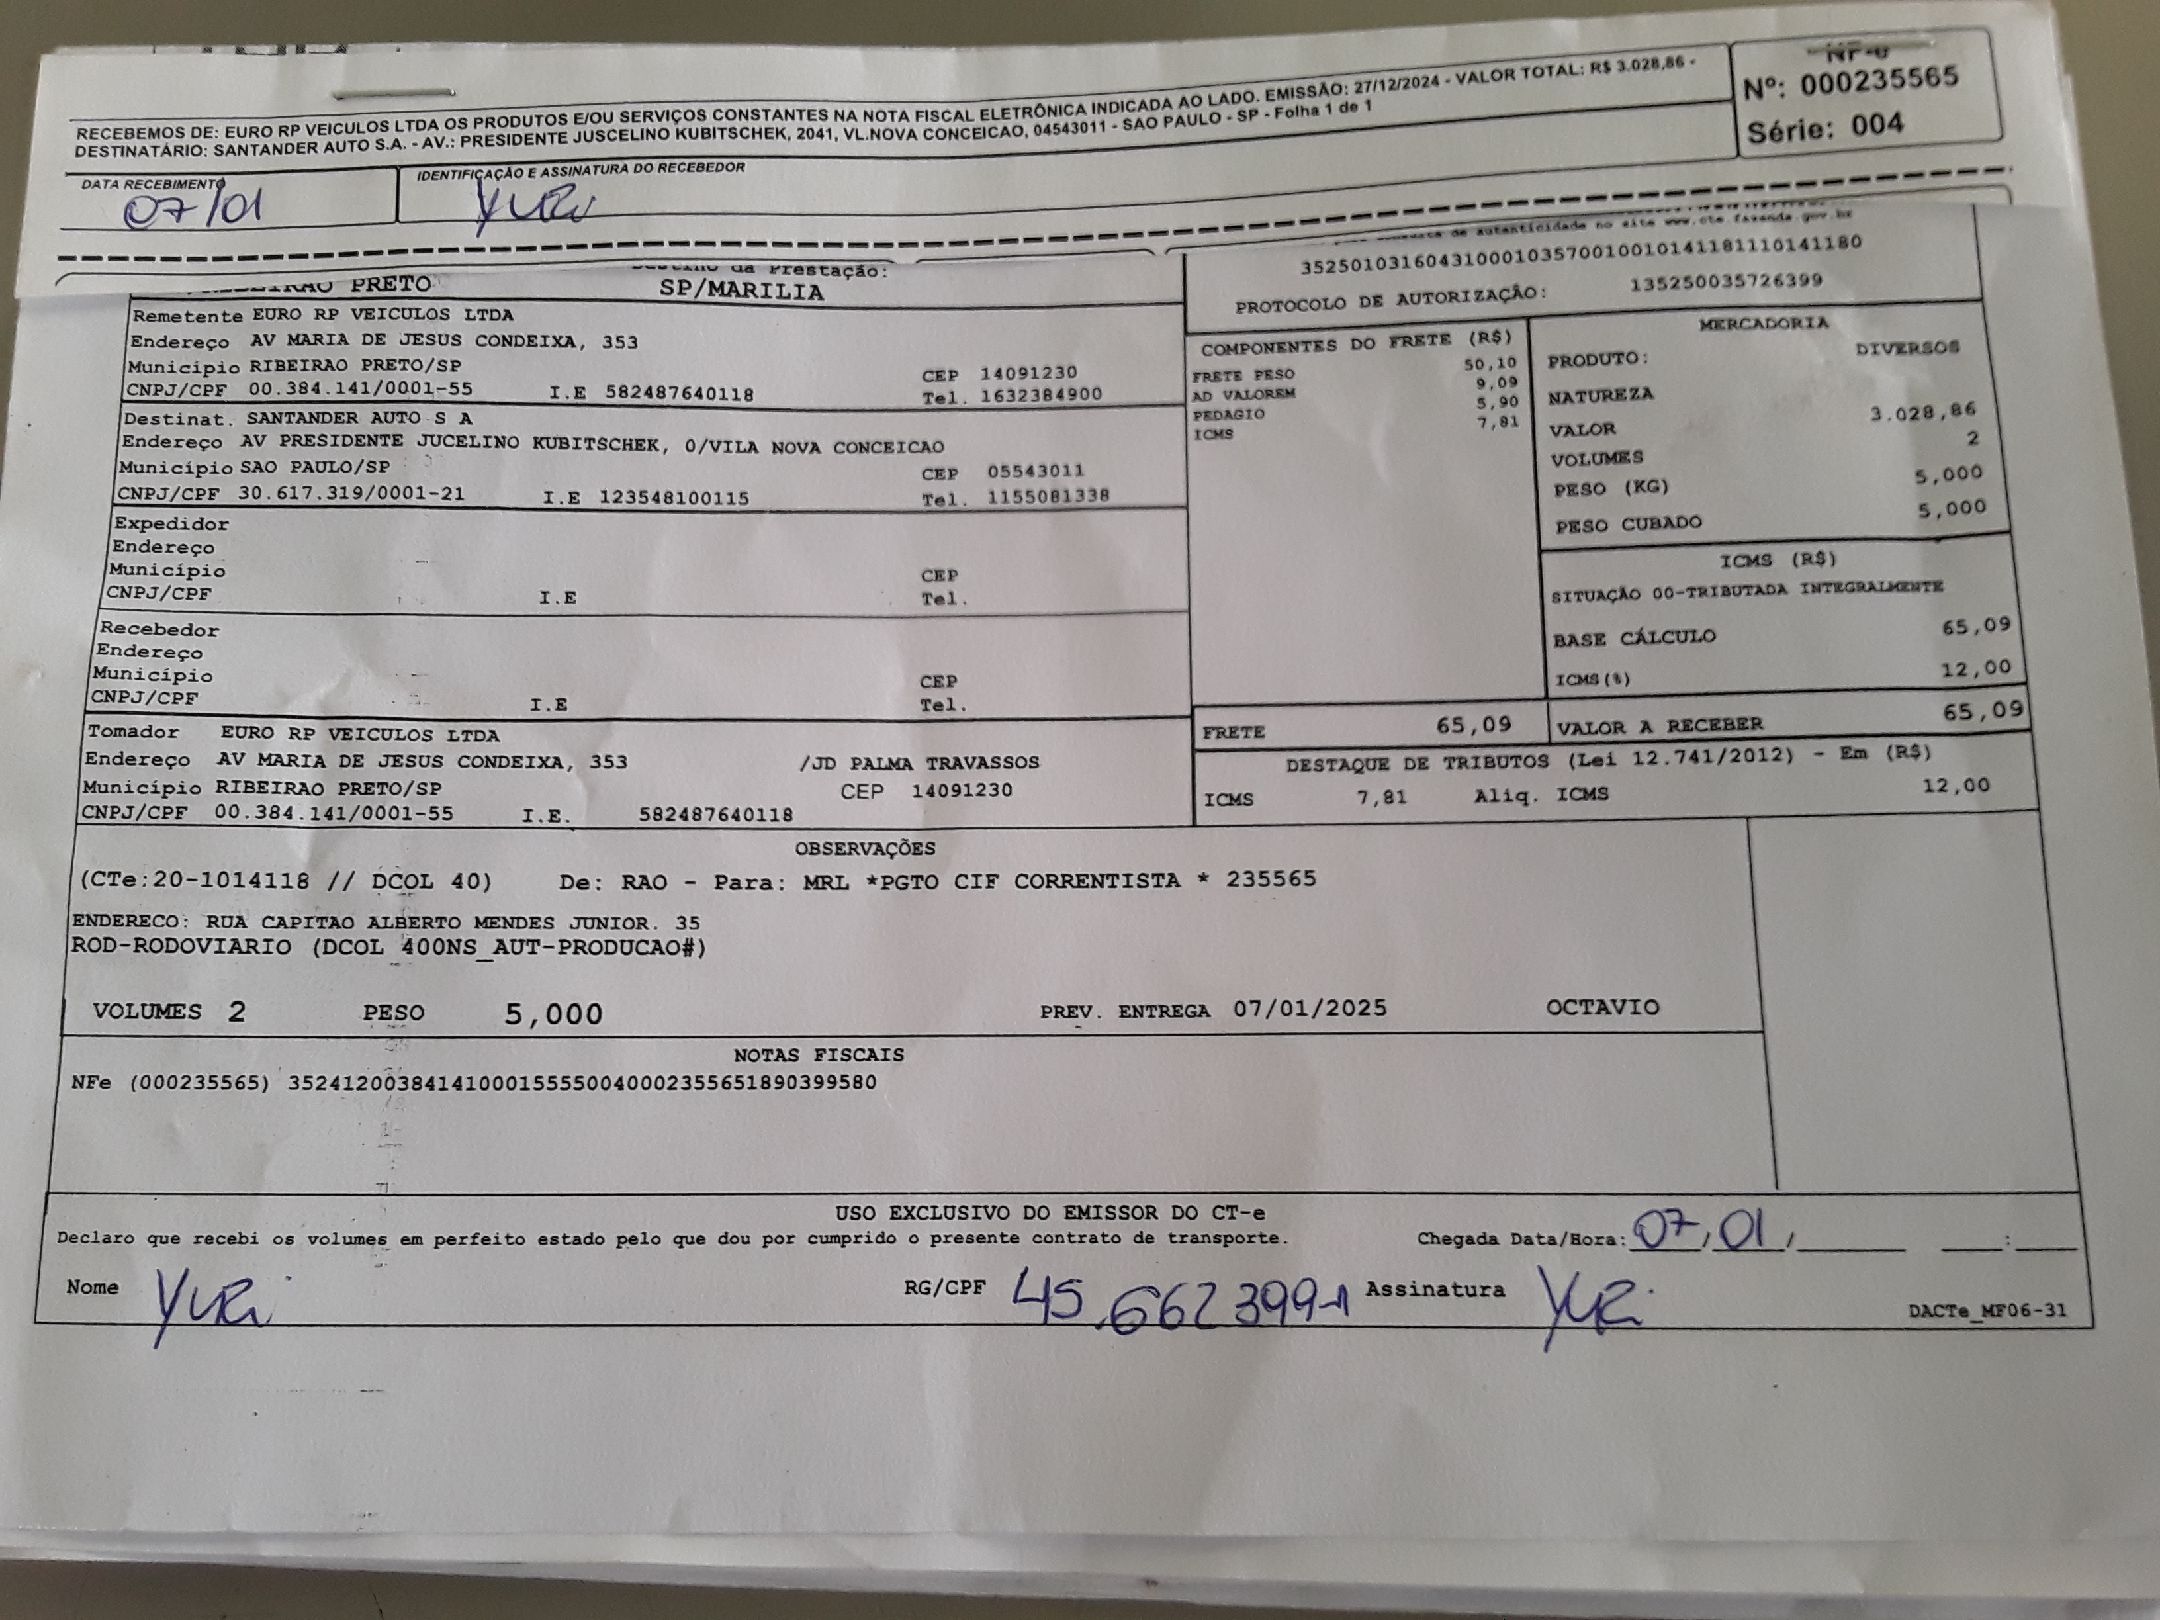 RECEBEMOS DE: EURO RP VEICULOS LTDA OS PRODUTOS E/OU SERVIÇOS CONSTANTES NA NOTA FISCAL ELETRÔNICA INDICADA AO LADO. EMISSÃO: 27/12/2024 - VALOR TOTAL: R$ 3.028,86 -
DESTINATÁRIO: SANTANDER AUTO S.A. - AV.: PRESIDENTE JUSCELINO KUBITSCHEK, 2041, VL.NOVA CONCEICAO, 04543011 - SAO PAULO - SP - Folha 1 de 1
NF-e
Nº: 000235565
Série: 004
DATA RECEBIMENTO
07/01
IDENTIFICAÇÃO E ASSINATURA DO RECEBEDOR
YURi
de autenticidade no site www.cte.fazenda.gov.br
35250103160431000103570010010141181110141180
PROTOCOLO DE AUTORIZAÇÃO: 135250035726399
PRETO
da Prestação:
SP/MARILIA
Remetente EURO RP VEICULOS LTDA
Endereço AV MARIA DE JESUS CONDEIXA, 353
Município RIBEIRAO PRETO/SP CEP 14091230
CNPJ/CPF 00.384.141/0001-55 I.E 582487640118 Tel. 1632384900
Destinat. SANTANDER AUTO S A
Endereço AV PRESIDENTE JUCELINO KUBITSCHEK, 0/VILA NOVA CONCEICAO
Município SAO PAULO/SP CEP 05543011
CNPJ/CPF 30.617.319/0001-21 I.E 123548100115 Tel. 1155081338
Expedidor
Endereço
Município CEP
CNPJ/CPF I.E Tel.
Recebedor
Endereço
Município CEP
CNPJ/CPF I.E Tel.
Tomador EURO RP VEICULOS LTDA
Endereço AV MARIA DE JESUS CONDEIXA, 353 /JD PALMA TRAVASSOS
Município RIBEIRAO PRETO/SP CEP 14091230
CNPJ/CPF 00.384.141/0001-55 I.E. 582487640118
COMPONENTES DO FRETE (R$)
FRETE PESO 50,10
AD VALOREM 9,09
PEDAGIO 5,90
ICMS 7,81
MERCADORIA
PRODUTO: DIVERSOS
NATUREZA
VALOR 3.028,86
VOLUMES 2
PESO (KG) 5,000
PESO CUBADO 5,000
ICMS (R$)
SITUAÇÃO 00-TRIBUTADA INTEGRALMENTE
BASE CÁLCULO 65,09
ICMS(%) 12,00
FRETE 65,09 VALOR A RECEBER 65,09
DESTAQUE DE TRIBUTOS (Lei 12.741/2012) - Em (R$)
ICMS 7,81 Aliq. ICMS 12,00
OBSERVAÇÕES
(CTe:20-1014118 // DCOL 40) De: RAO - Para: MRL *PGTO CIF CORRENTISTA * 235565
ENDERECO: RUA CAPITAO ALBERTO MENDES JUNIOR. 35
ROD-RODOVIARIO (DCOL 400NS_AUT-PRODUCAO#)
VOLUMES 2 PESO 5,000 PREV. ENTREGA 07/01/2025 OCTAVIO
NOTAS FISCAIS
NFe (000235565) 35241200384141000155550040002355651890399580
USO EXCLUSIVO DO EMISSOR DO CT-e
Declaro que recebi os volumes em perfeito estado pelo que dou por cumprido o presente contrato de transporte. Chegada Data/Hora: 07/01/ :
Nome YURi RG/CPF 45.662399-1 Assinatura YURi
DACTe_MF06-31